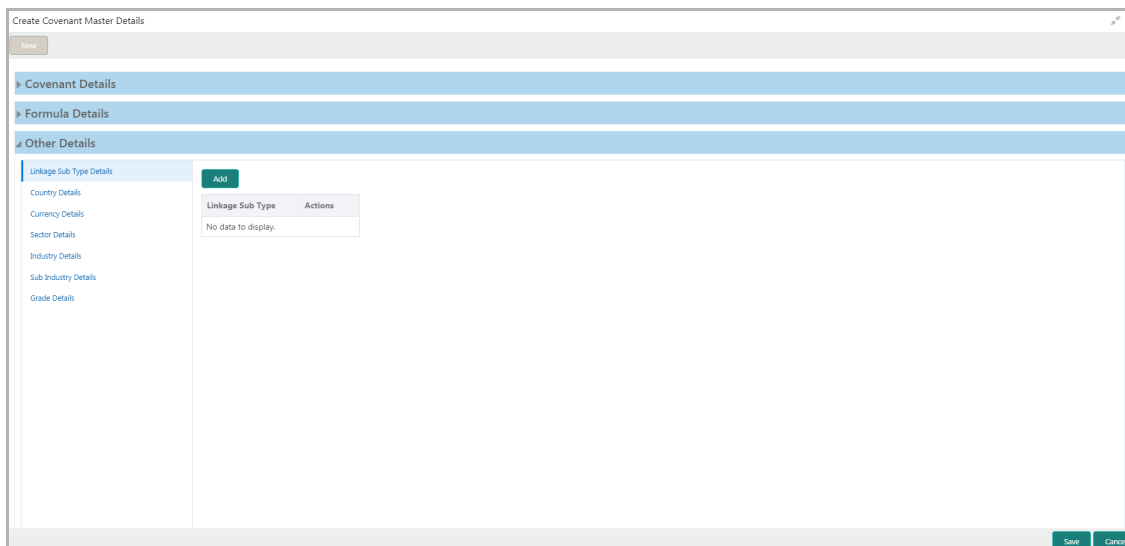 Create Covenant Master Details
New
Covenant Details
Formula Details
Other Details
Linkage Sub Type Details
Country Details
Currency Details
Sector Details
Industry Details
Sub Industry Details
Grade Details
Add
Linkage Sub Type Actions
No data to display.
Save Cance